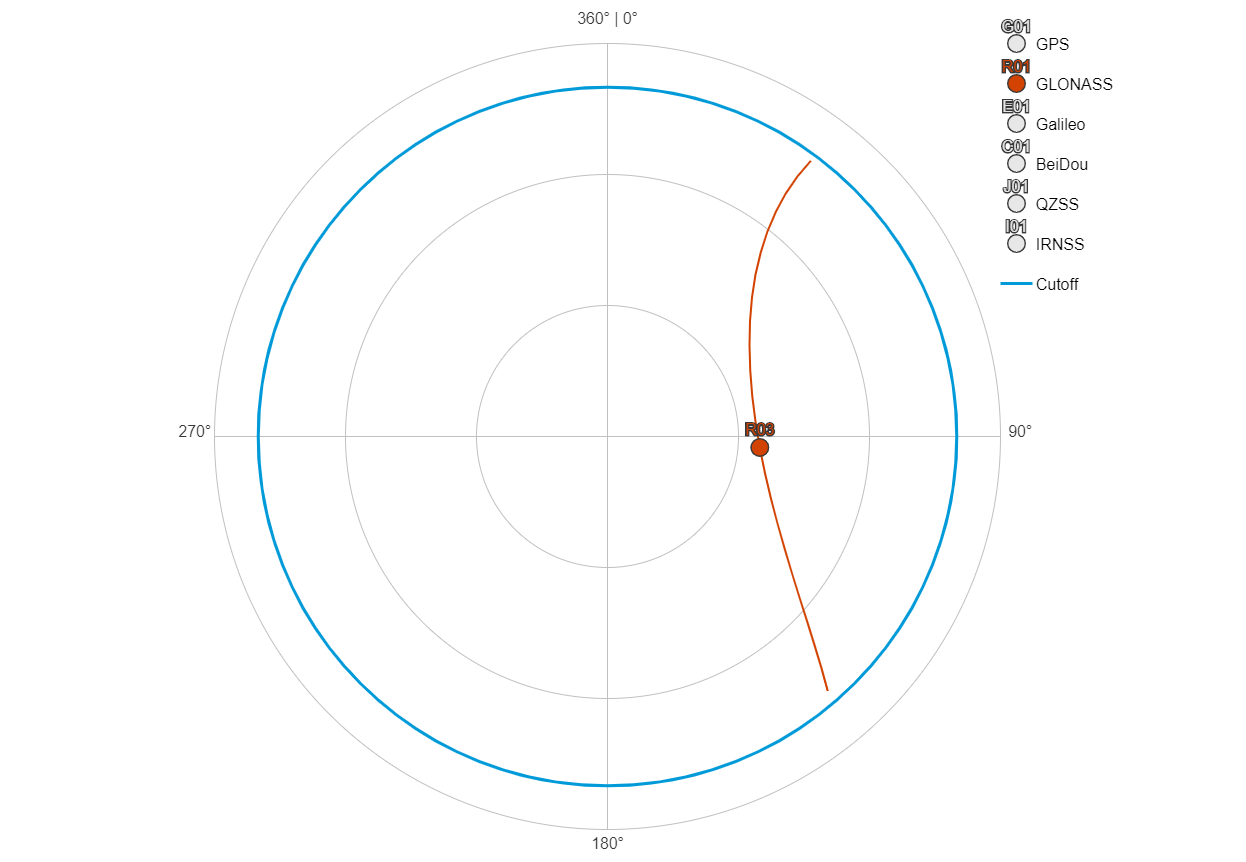 360° | 0°
G01
GPS
R01
GLONASS
E01
Galileo
C01
BeiDou
J01
QZSS
I01
IRNSS
Cutoff
270°
R03
90°
180°